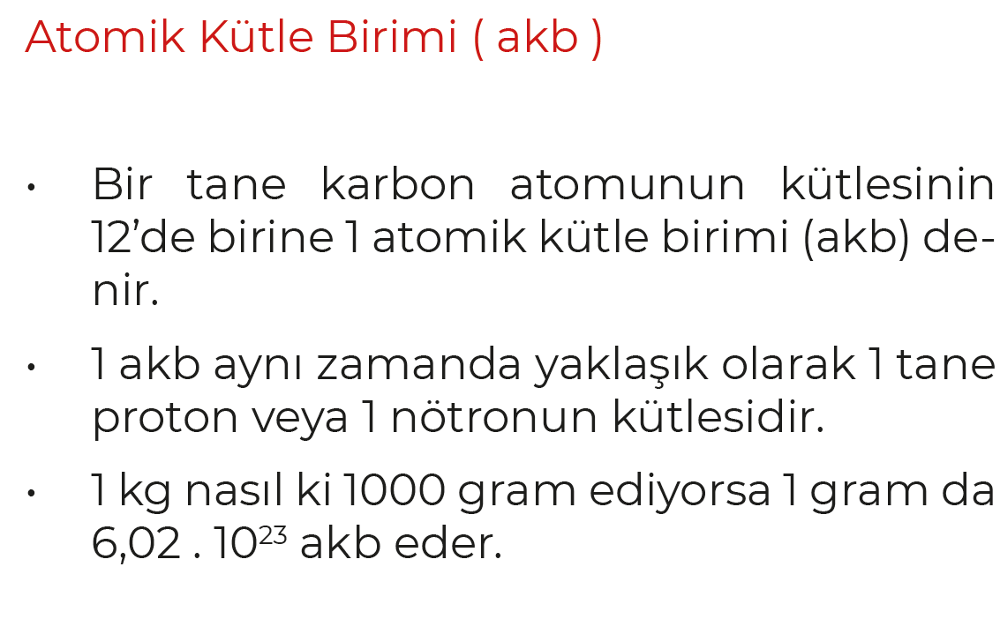 Atomik Kütle Birimi ( akb )
• Bir tane karbon atomunun kütlesinin
12’de birine 1 atomik kütle birimi (akb) de-
nir.
• 1 akb aynı zamanda yaklaşık olarak 1 tane
proton veya 1 nötronun kütlesidir.
• 1 kg nasıl ki 1000 gram ediyorsa 1 gram da
6,02 . 10²³ akb eder.